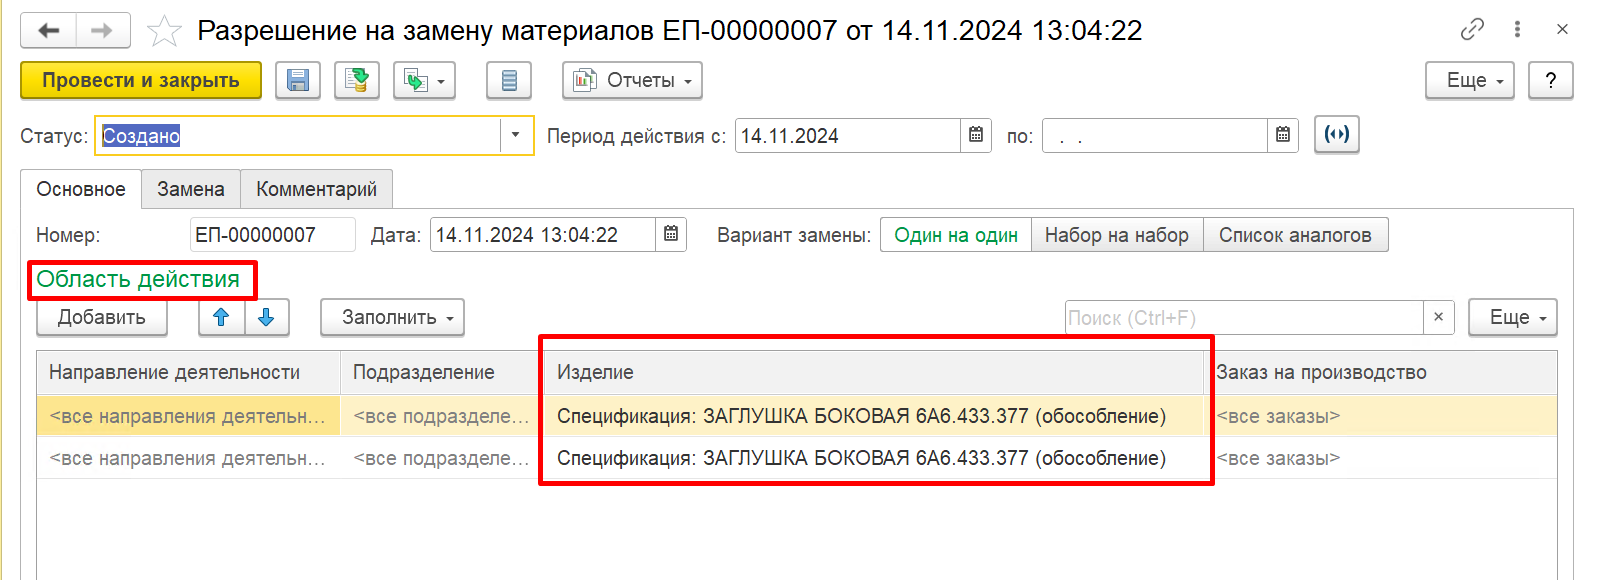 Разрешение на замену материалов ЕП-00000007 от 14.11.2024 13:04:22
Провести и закрыть Отчеты Еще ?
Статус: Создано Период действия с: 14.11.2024 по: . .
Основное Замена Комментарий
Номер: ЕП-00000007 Дата: 14.11.2024 13:04:22 Вариант замены: Один на один Набор на набор Список аналогов
Область действия
Добавить Заполнить Поиск (Ctrl+F) × Еще
Направление деятельности Подразделение Изделие Заказ на производство
<все направления деятельн... <все подразделе... Спецификация: ЗАГЛУШКА БОКОВАЯ 6А6.433.377 (обособление) <все заказы>
<все направления деятельн... <все подразделе... Спецификация: ЗАГЛУШКА БОКОВАЯ 6А6.433.377 (обособление) <все заказы>